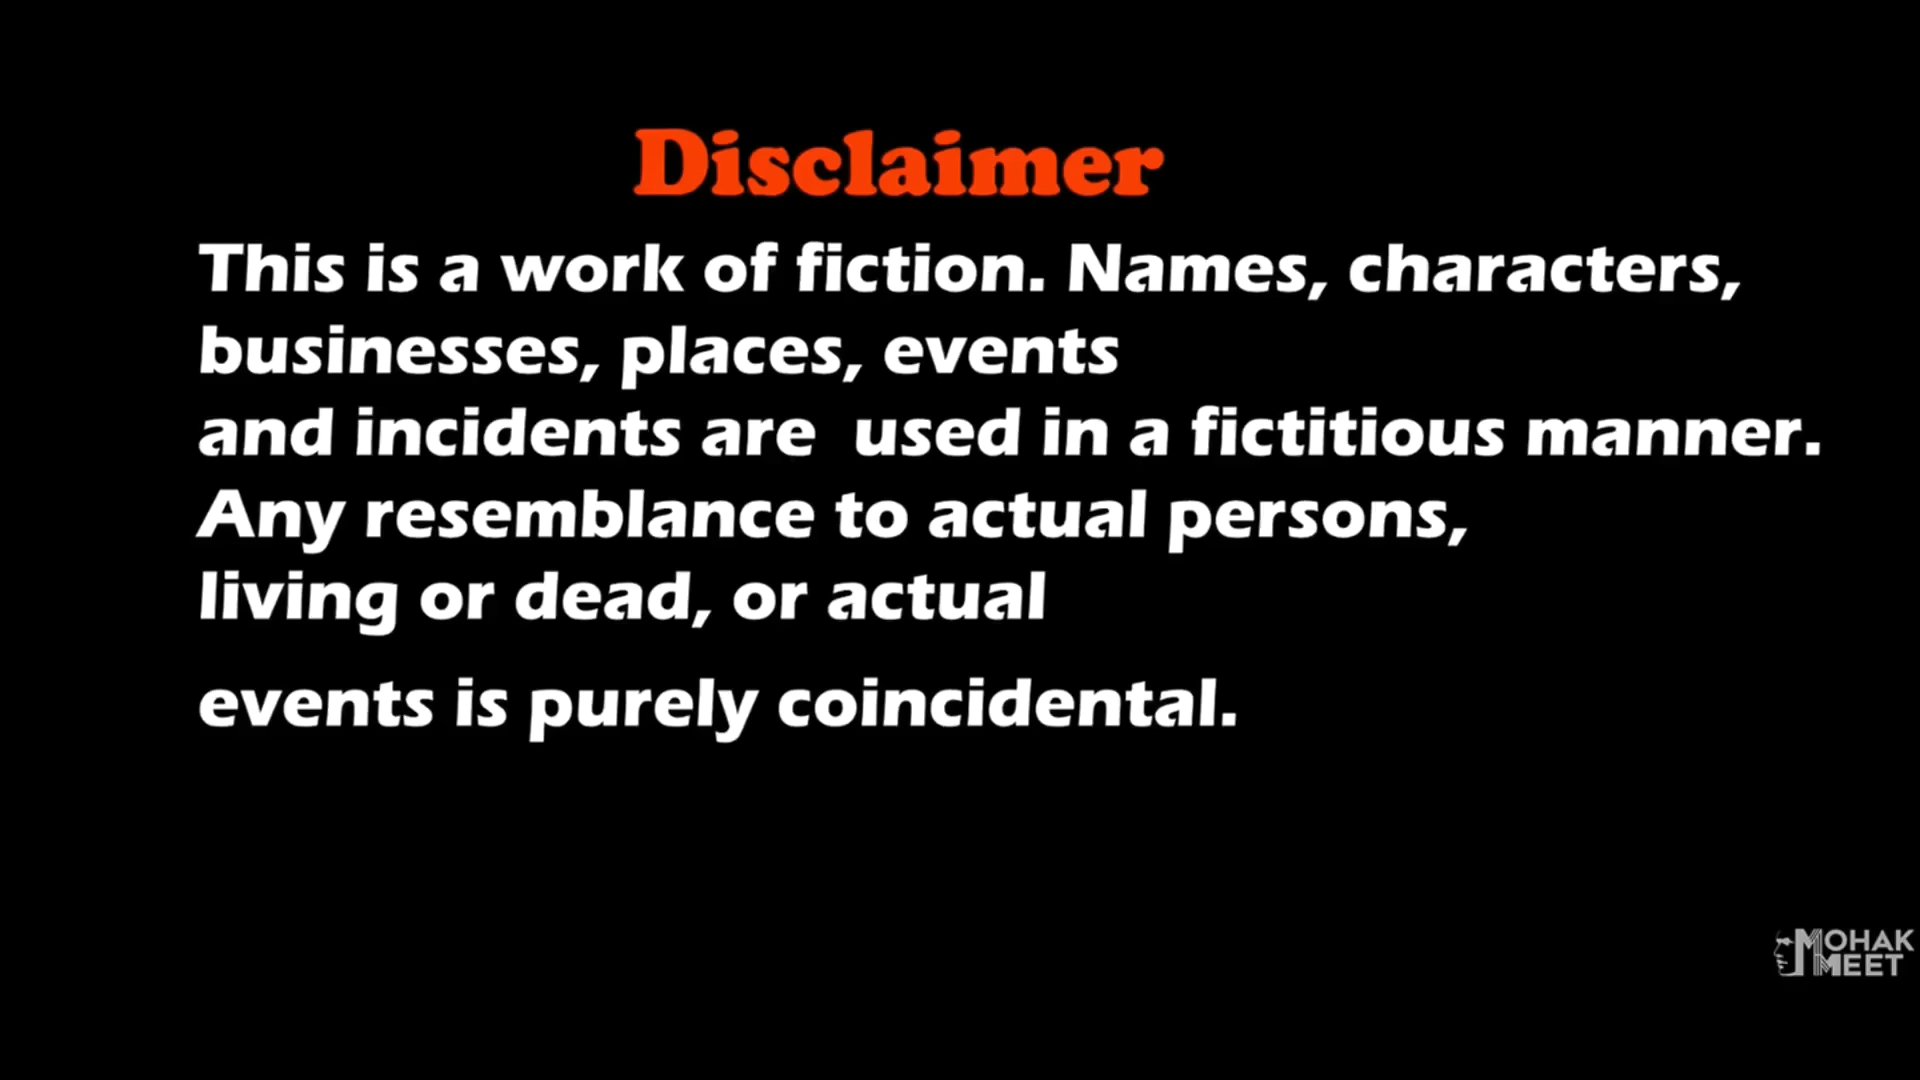 Disclaimer
This is a work of fiction. Names, characters,
businesses, places, events
and incidents are  used in a fictitious manner.
Any resemblance to actual persons,
living or dead, or actual
events is purely coincidental.
MOHAK
MEET